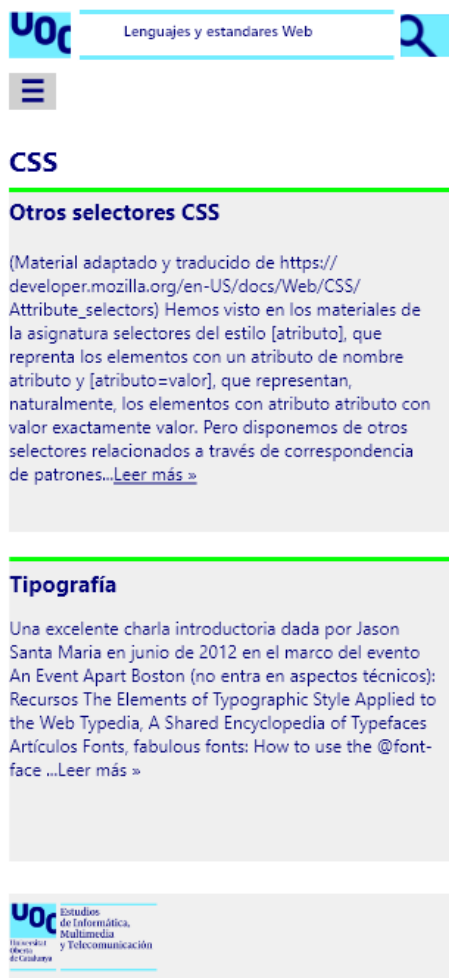 UOC
Lenguajes y estandares Web
CSS
Otros selectores CSS
(Material adaptado y traducido de https://
developer.mozilla.org/en-US/docs/Web/CSS/
Attribute_selectors) Hemos visto en los materiales de
la asignatura selectores del estilo [atributo], que
reprenta los elementos con un atributo de nombre
atributo y [atributo=valor], que representan,
naturalmente, los elementos con atributo atributo con
valor exactamente valor. Pero disponemos de otros
selectores relacionados a través de correspondencia
de patrones...Leer más »
Tipografía
Una excelente charla introductoria dada por Jason
Santa Maria en junio de 2012 en el marco del evento
An Event Apart Boston (no entra en aspectos técnicos):
Recursos The Elements of Typographic Style Applied to
the Web Typedia, A Shared Encyclopedia of Typefaces
Artículos Fonts, fabulous fonts: How to use the @font-
face ...Leer más »
UOC
Universitat
Oberta
de Catalunya
Estudios
de Informática,
Multimedia
y Telecomunicación